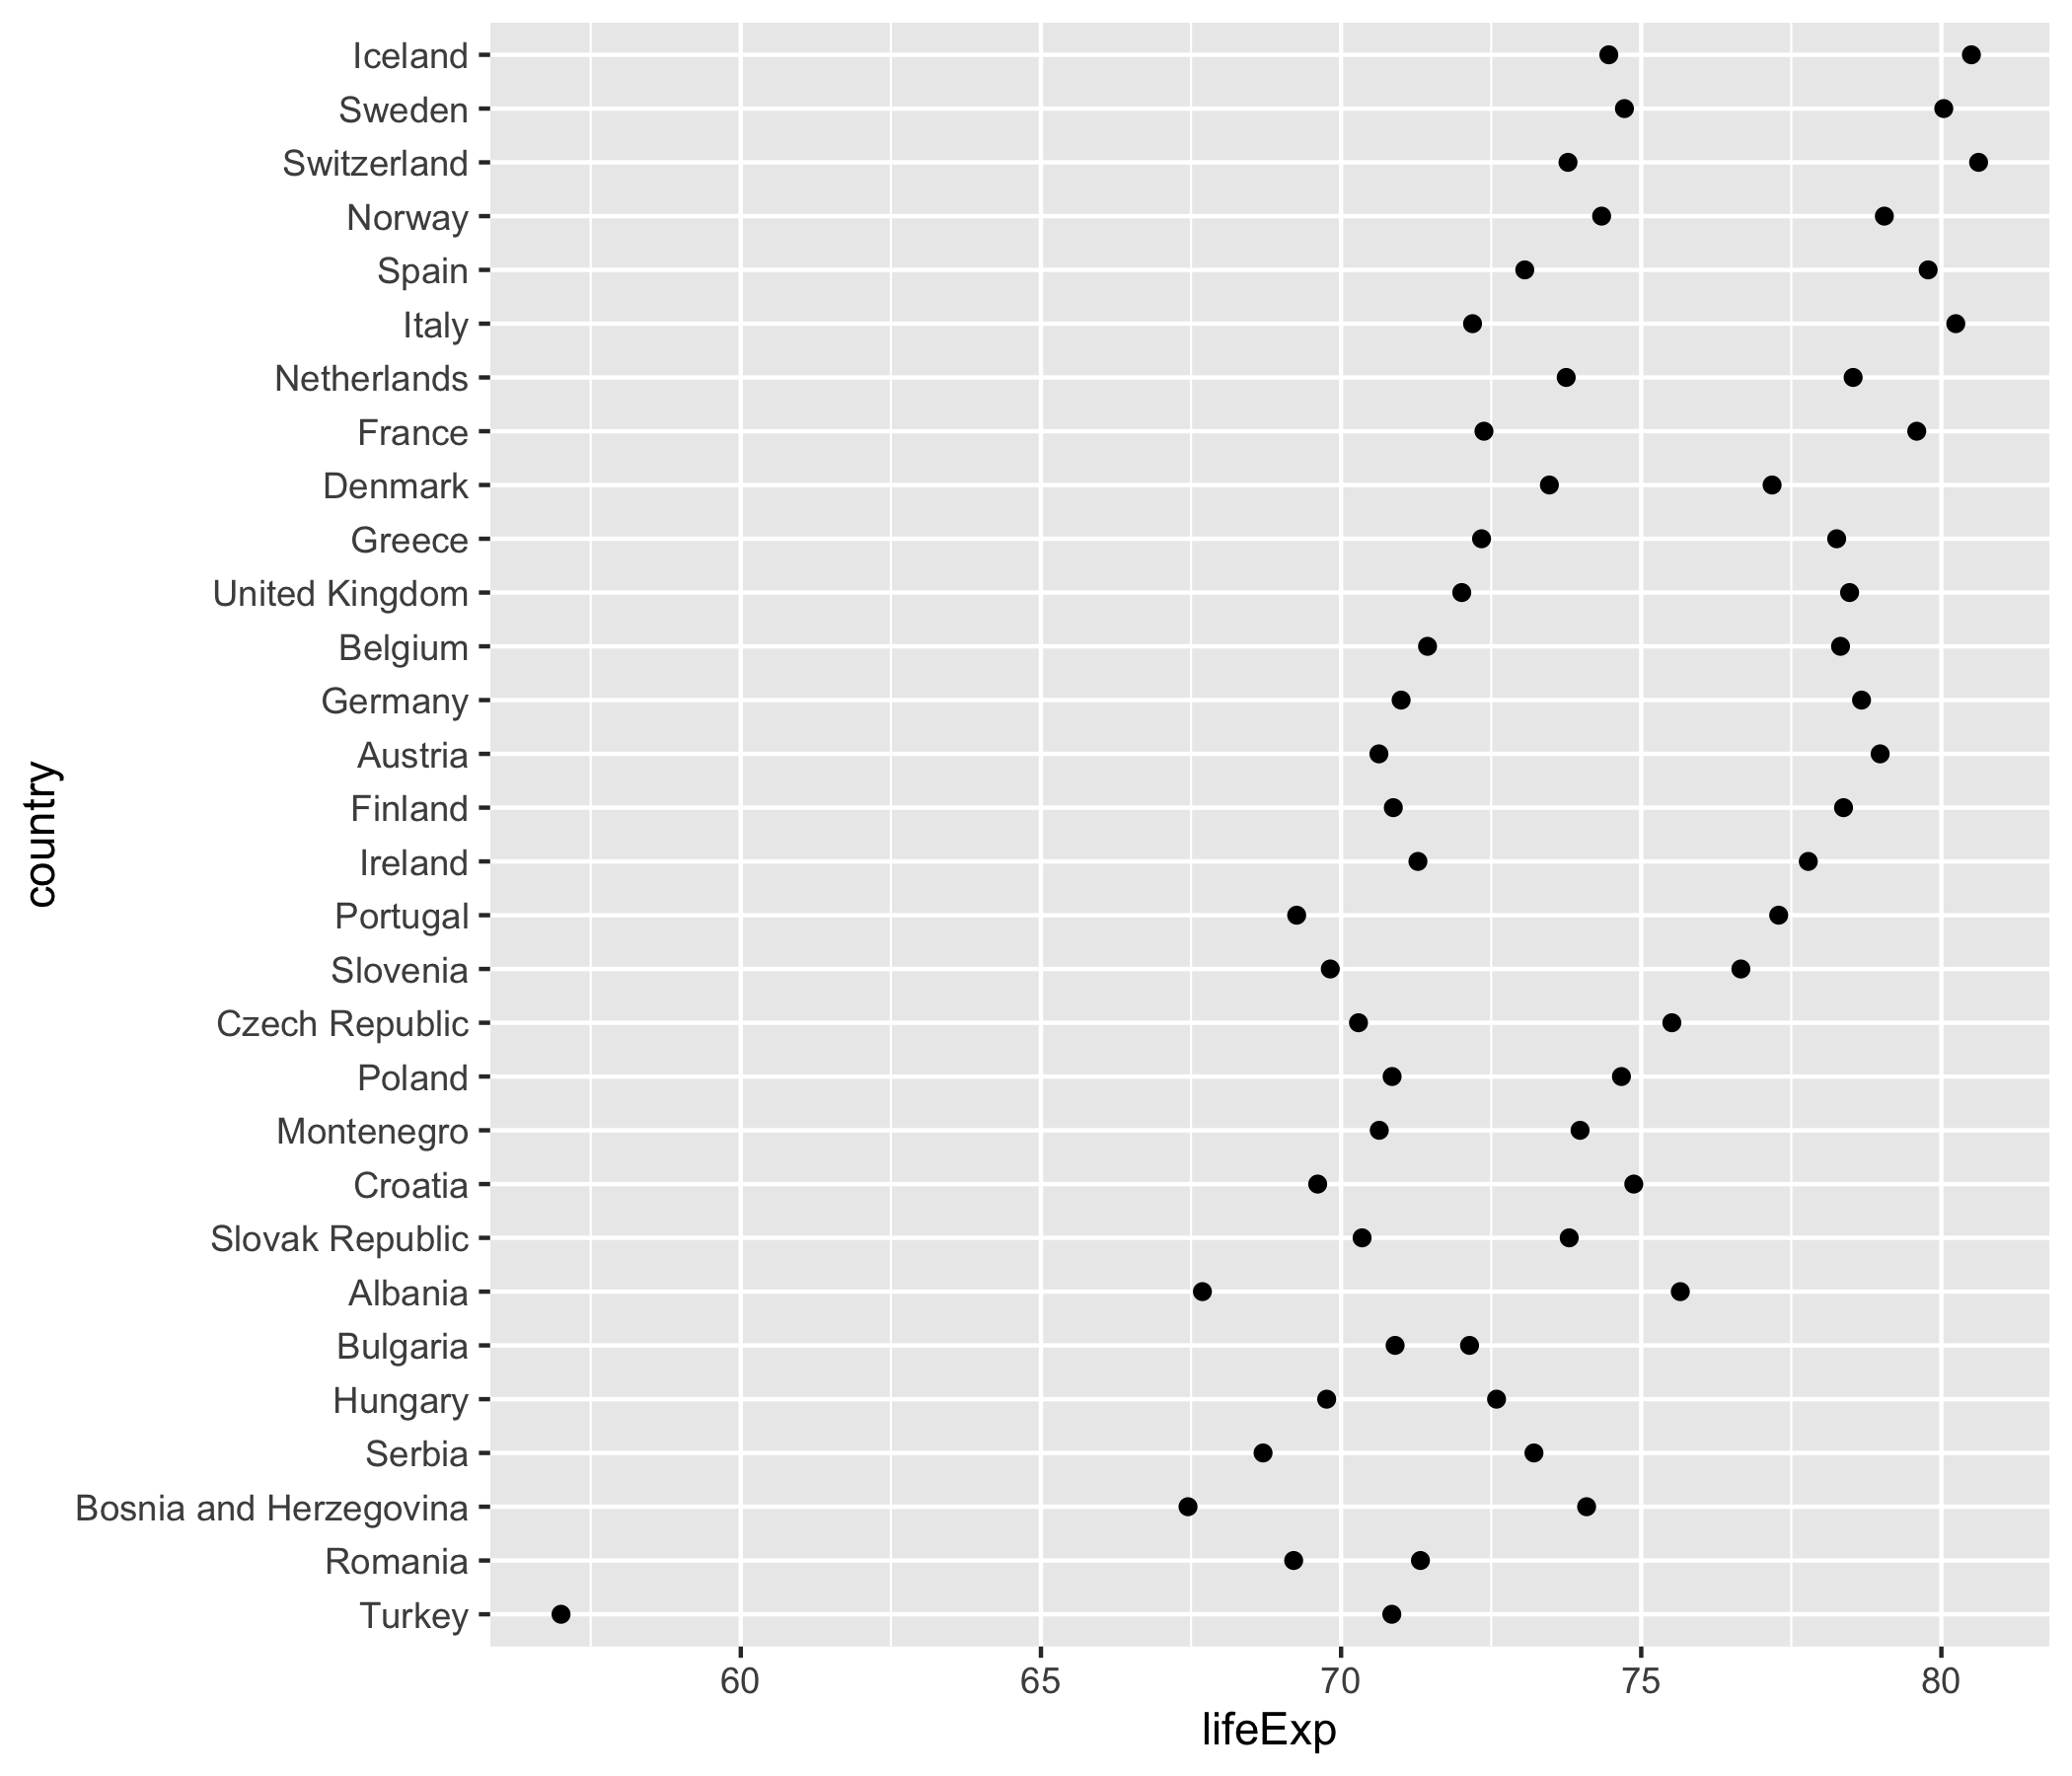 Iceland
Sweden
Switzerland
Norway
Spain
Italy
Netherlands
France
Denmark
Greece
United Kingdom
Belgium
Germany
Austria
Finland
Ireland
Portugal
Slovenia
Czech Republic
Poland
Montenegro
Croatia
Slovak Republic
Albania
Bulgaria
Hungary
Serbia
Bosnia and Herzegovina
Romania
Turkey
country
60 65 70 75 80
lifeExp